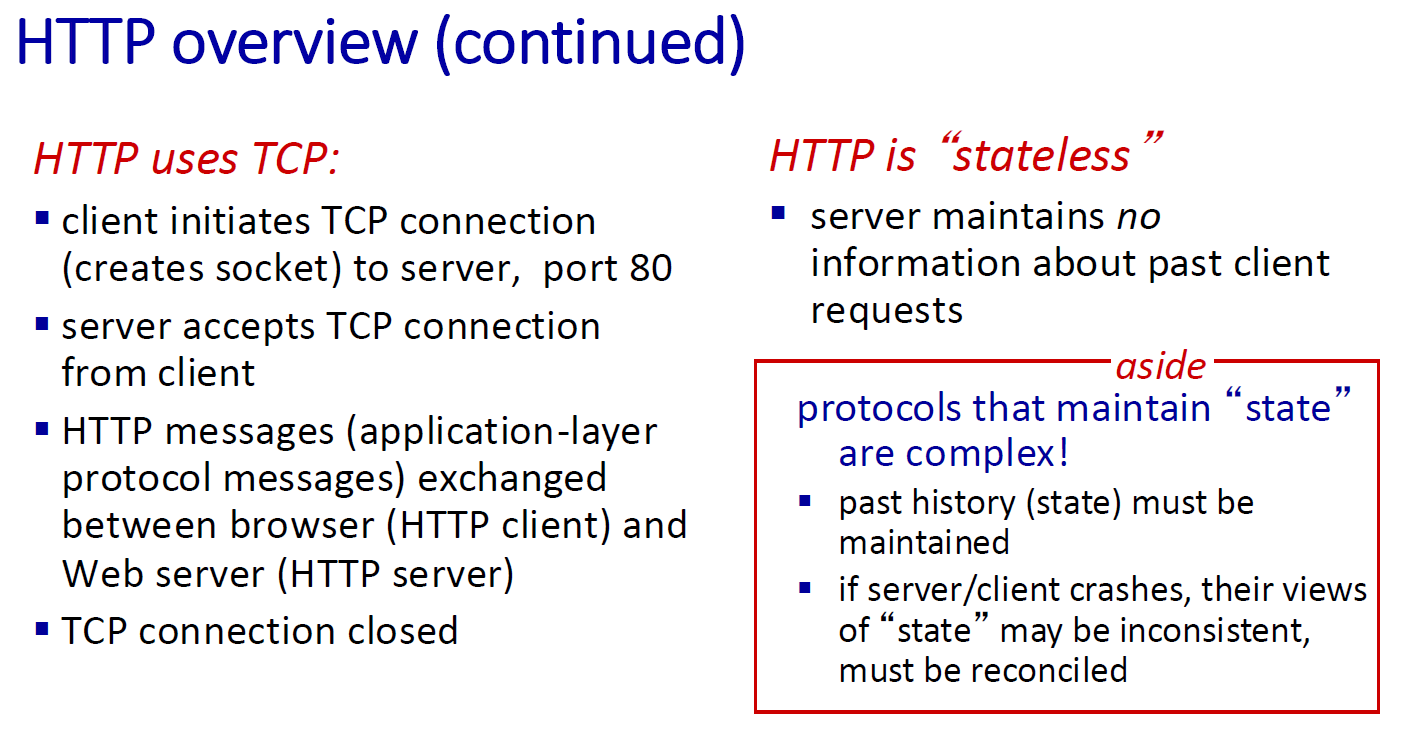 HTTP overview (continued)
HTTP uses TCP:
▪ client initiates TCP connection
(creates socket) to server,  port 80
▪ server accepts TCP connection
from client
▪ HTTP messages (application-layer
protocol messages) exchanged
between browser (HTTP client) and
Web server (HTTP server)
▪ TCP connection closed
HTTP is “stateless”
▪ server maintains no
information about past client
requests
aside
protocols that maintain “state”
are complex!
▪ past history (state) must be
maintained
▪ if server/client crashes, their views
of “state” may be inconsistent,
must be reconciled